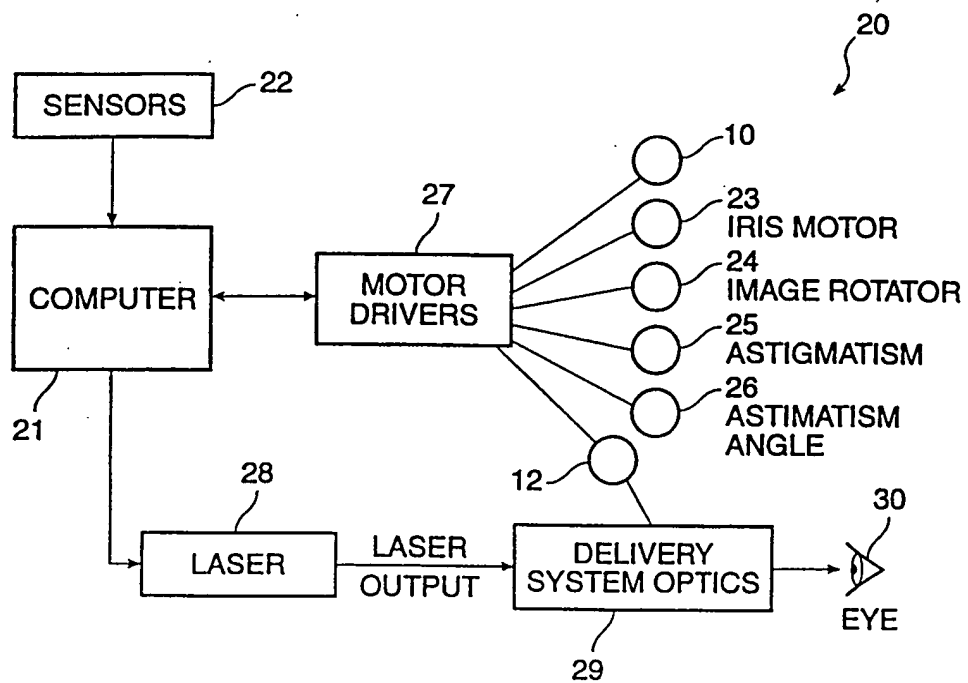 20
SENSORS
22
10
27
23
IRIS MOTOR
24
COMPUTER
MOTOR
DRIVERS
IMAGE ROTATOR
25
ASTIGMATISM
26
ASTIMATISM
ANGLE
21
12
28
30
LASER
LASER
OUTPUT
DELIVERY
SYSTEM OPTICS
EYE
29